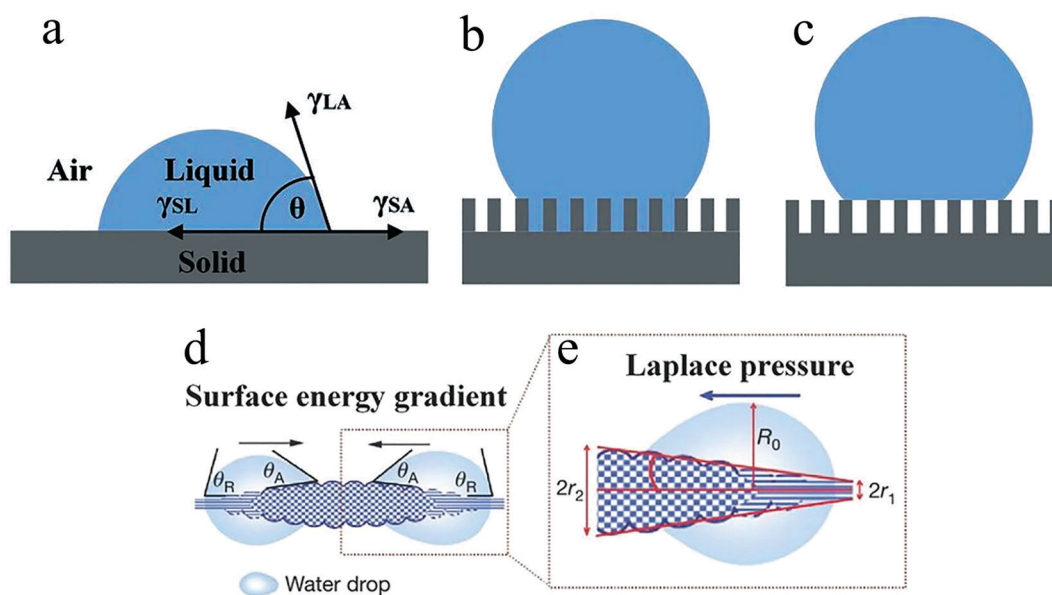 a
b
c
γLA
Air
Liquid
γSL
θ
γSA
Solid
d
e
Surface energy gradient
Laplace pressure
θR
θA
θA
θR
R0
2r2
2r1
Water drop